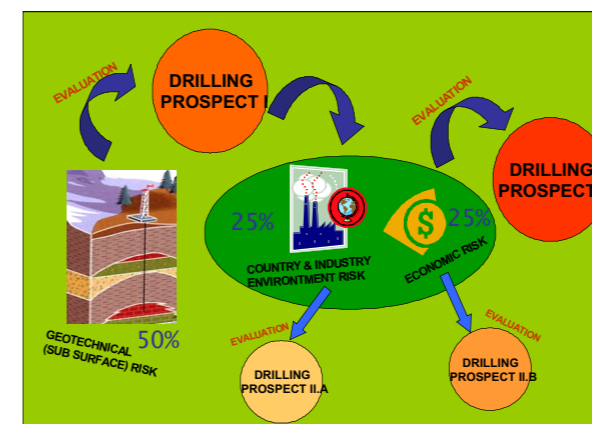 EVALUATION
DRILLING
PROSPECT I
EVALUATION
DRILLING
PROSPECT
25%
25%
COUNTRY & INDUSTRY
ENVIRONTMENT RISK
ECONOMIC RISK
GEOTECHNICAL
(SUB SURFACE) RISK
50%
EVALUATION
DRILLING
PROSPECT II.A
EVALUATION
DRILLING
PROSPECT II.B